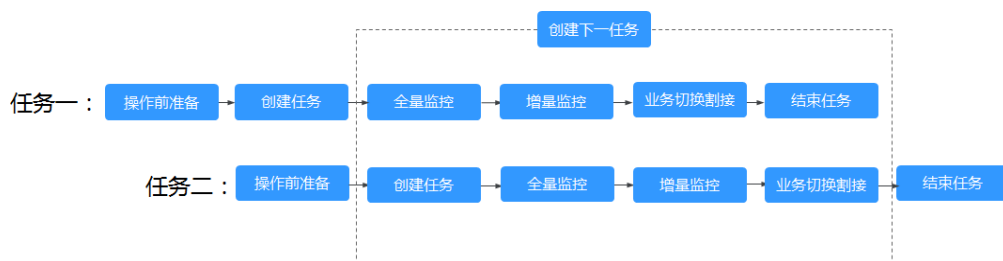 创建下一任务
任务一： 操作前准备 创建任务 全量监控 增量监控 业务切换割接 结束任务
任务二： 操作前准备 创建任务 全量监控 增量监控 业务切换割接 结束任务